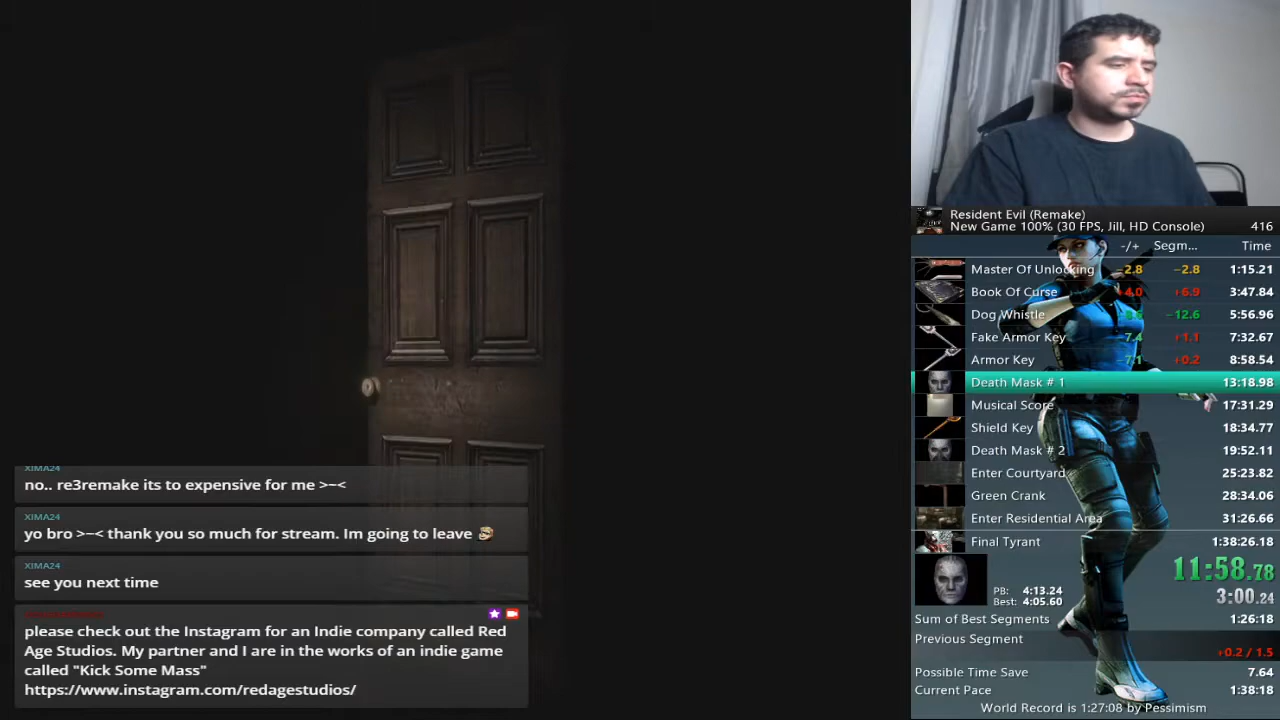 XIMA24
no.. re3remake its to expensive for me >-<
XIMA24
yo bro >-< thank you so much for stream. Im going to leave
XIMA24
see you next time
please check out the Instagram for an Indie company called Red
Age Studios. My partner and I are in the works of an indie game
called "Kick Some Mass"
https://www.instagram.com/redagestudios/
Resident Evil (Remake)
New Game 100% (30 FPS, Jill, HD Console) 416
-/+ Segm... Time
Master Of Unlocking −2.8 −2.8 1:15.21
Book Of Curse +4.0 +6.9 3:47.84
Dog Whistle −12.6 5:56.96
Fake Armor Key −7.4 +1.1 7:32.67
Armor Key −7.1 +0.2 8:58.54
Death Mask # 1 13:18.98
Musical Score 17:31.29
Shield Key 18:34.77
Death Mask # 2 19:52.11
Enter Courtyard 25:23.82
Green Crank 28:34.06
Enter Residential Area 31:26.66
Final Tyrant 1:38:26.18
11:58.78
PB: 4:13.24
Best: 4:05.60
3:00.24
Sum of Best Segments 1:26:18
Previous Segment
+0.2 / 1.5
Possible Time Save 7.64
Current Pace 1:38:18
World Record is 1:27:08 by Pessimism